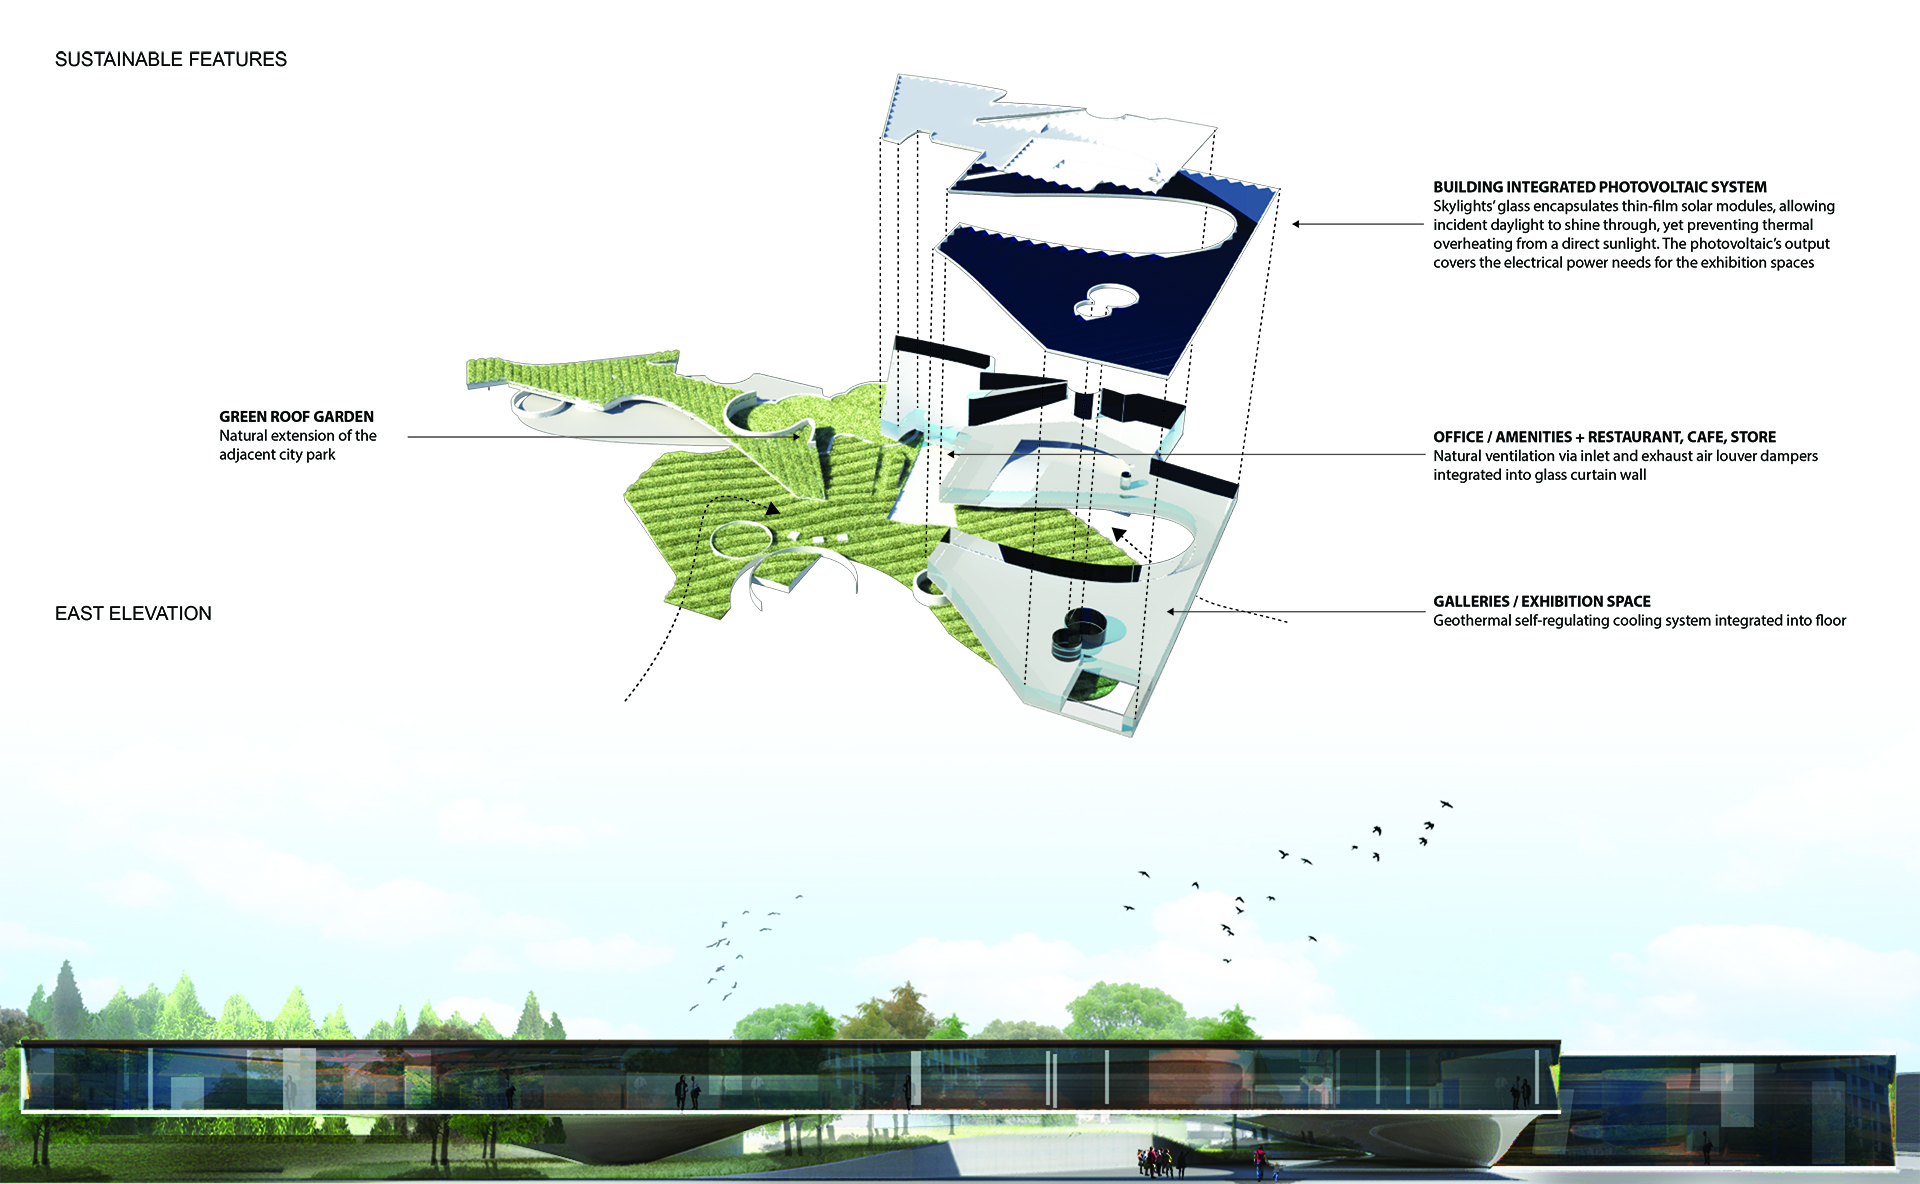 SUSTAINABLE FEATURES
BUILDING INTEGRATED PHOTOVOLTAIC SYSTEM
Skylights' glass encapsulates thin-film solar modules, allowing
incident daylight to shine through, yet preventing thermal
overheating from a direct sunlight. The photovoltaic's output
covers the electrical power needs for the exhibition spaces
GREEN ROOF GARDEN
Natural extension of the
adjacent city park
OFFICE / AMENITIES + RESTAURANT, CAFE, STORE
Natural ventilation via inlet and exhaust air louver dampers
integrated into glass curtain wall
GALLERIES / EXHIBITION SPACE
Geothermal self-regulating cooling system integrated into floor
EAST ELEVATION